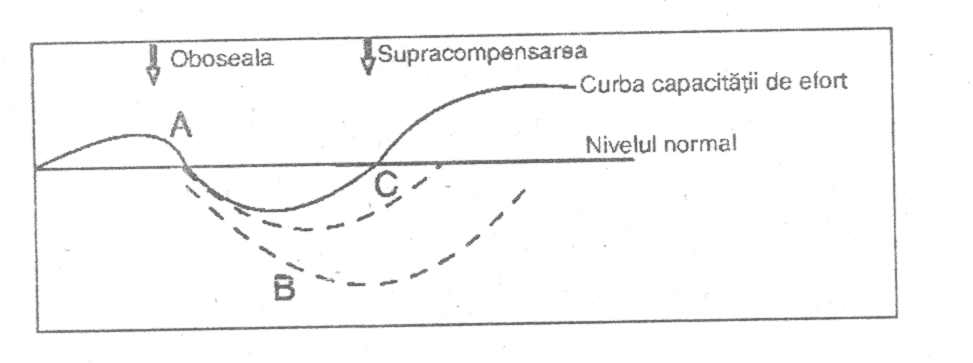 Oboseala
Supracompensarea
Curba capacității de efort
A
Nivelul normal
C
B